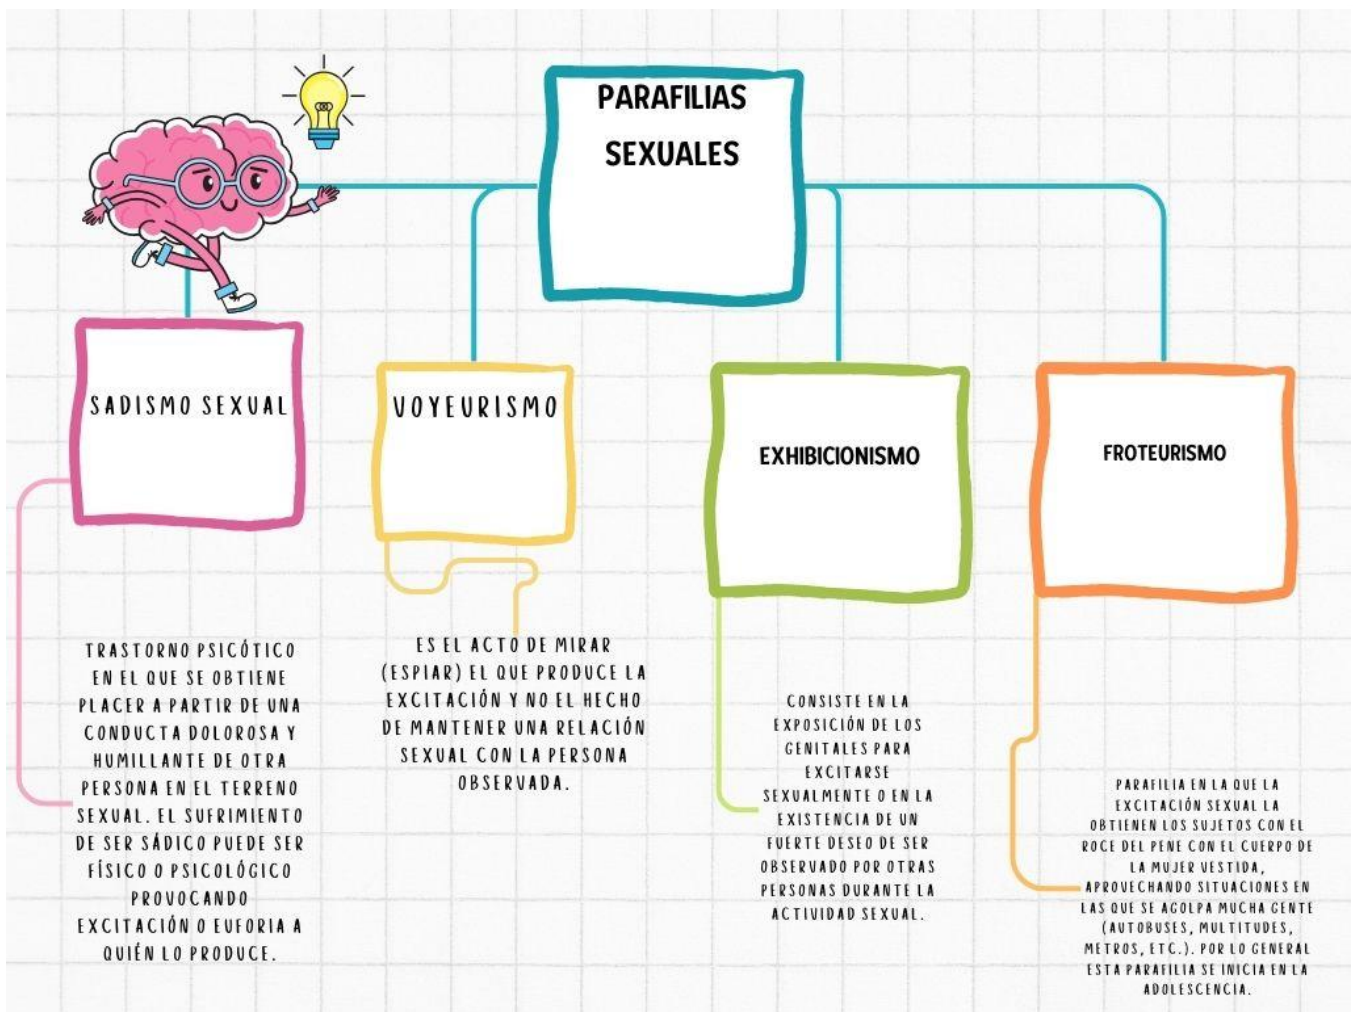 PARAFILIAS
SEXUALES
SADISMO SEXUAL
VOYEURISMO
EXHIBICIONISMO
FROTEURISMO
TRASTORNO PSICÓTICO
EN EL QUE SE OBTIENE
PLACER A PARTIR DE UNA
CONDUCTA DOLOROSA Y
HUMILLANTE DE OTRA
PERSONA EN EL TERRENO
SEXUAL. EL SUFRIMIENTO
DE SER SÁDICO PUEDE SER
FÍSICO O PSICOLÓGICO
PROVOCANDO
EXCITACIÓN O EUFORIA A
QUIÉN LO PRODUCE.
ES EL ACTO DE MIRAR
(ESPIAR) EL QUE PRODUCE LA
EXCITACIÓN Y NO EL HECHO
DE MANTENER UNA RELACIÓN
SEXUAL CON LA PERSONA
OBSERVADA.
CONSISTE EN LA
EXPOSICIÓN DE LOS
GENITALES PARA
EXCITARSE
SEXUALMENTE O EN LA
EXISTENCIA DE UN
FUERTE DESEO DE SER
OBSERVADO POR OTRAS
PERSONAS DURANTE LA
ACTIVIDAD SEXUAL.
PARAFILIA EN LA QUE LA
EXCITACIÓN SEXUAL LA
OBTIENEN LOS SUJETOS CON EL
ROCE DEL PENE CON EL CUERPO DE
LA MUJER VESTIDA,
APROVECHANDO SITUACIONES EN
LAS QUE SE AGOLPA MUCHA GENTE
(AUTOBUSES, MULTITUDES,
METROS, ETC.). POR LO GENERAL
ESTA PARAFILIA SE INICIA EN LA
ADOLESCENCIA.